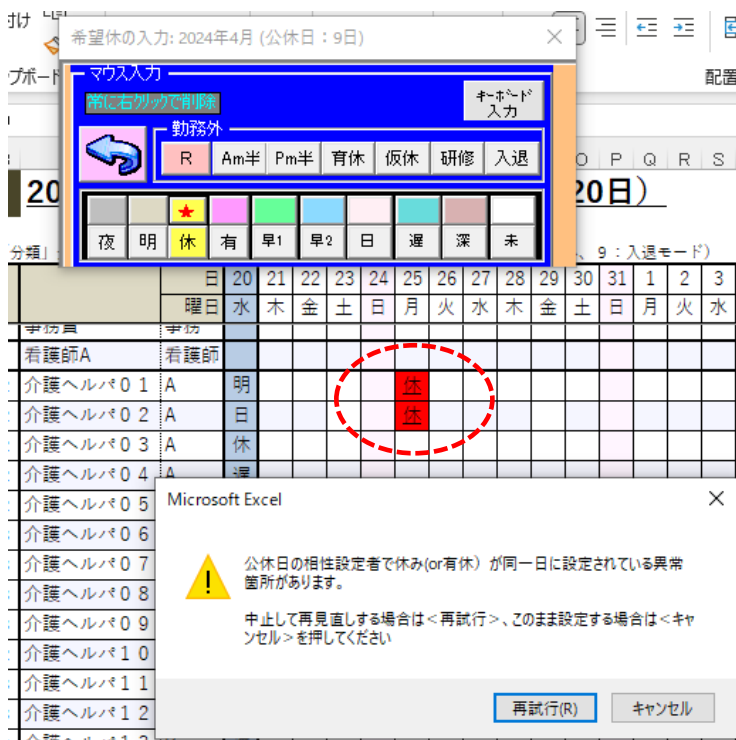 付け
希望休の入力: 2024年4月 (公休日：9日)
プボード
配置
マウス入力
常に右クリックで削除
キーボード
入力
勤務外
R Am半 Pm半 育休 仮休 研修 入退
★
夜 明 休 有 早1 早2 日 遅 深 未
O P Q R S
20
20日）
分類」
、9：入退モード）
日 20 21 22 23 24 25 26 27 28 29 30 31 1 2 3
曜日 水 木 金 土 日 月 火 水 木 金 土 日 月 火 水
事務員 事務
看護師A 看護師
介護ヘルパ０１ A 明 休
介護ヘルパ０２ A 日 休
介護ヘルパ０３ A 休
介護ヘルパ０４ A 遅
介護ヘルパ０５
介護ヘルパ０６
介護ヘルパ０７
介護ヘルパ０８
介護ヘルパ０９
介護ヘルパ１０
介護ヘルパ１１
介護ヘルパ１２
Microsoft Excel
公休日の相性設定者で休み(or有休）が同一日に設定されている異常
箇所があります。
中止して再見直しする場合は＜再試行＞、このまま設定する場合は＜キャ
ンセル＞を押してください
再試行(R) キャンセル